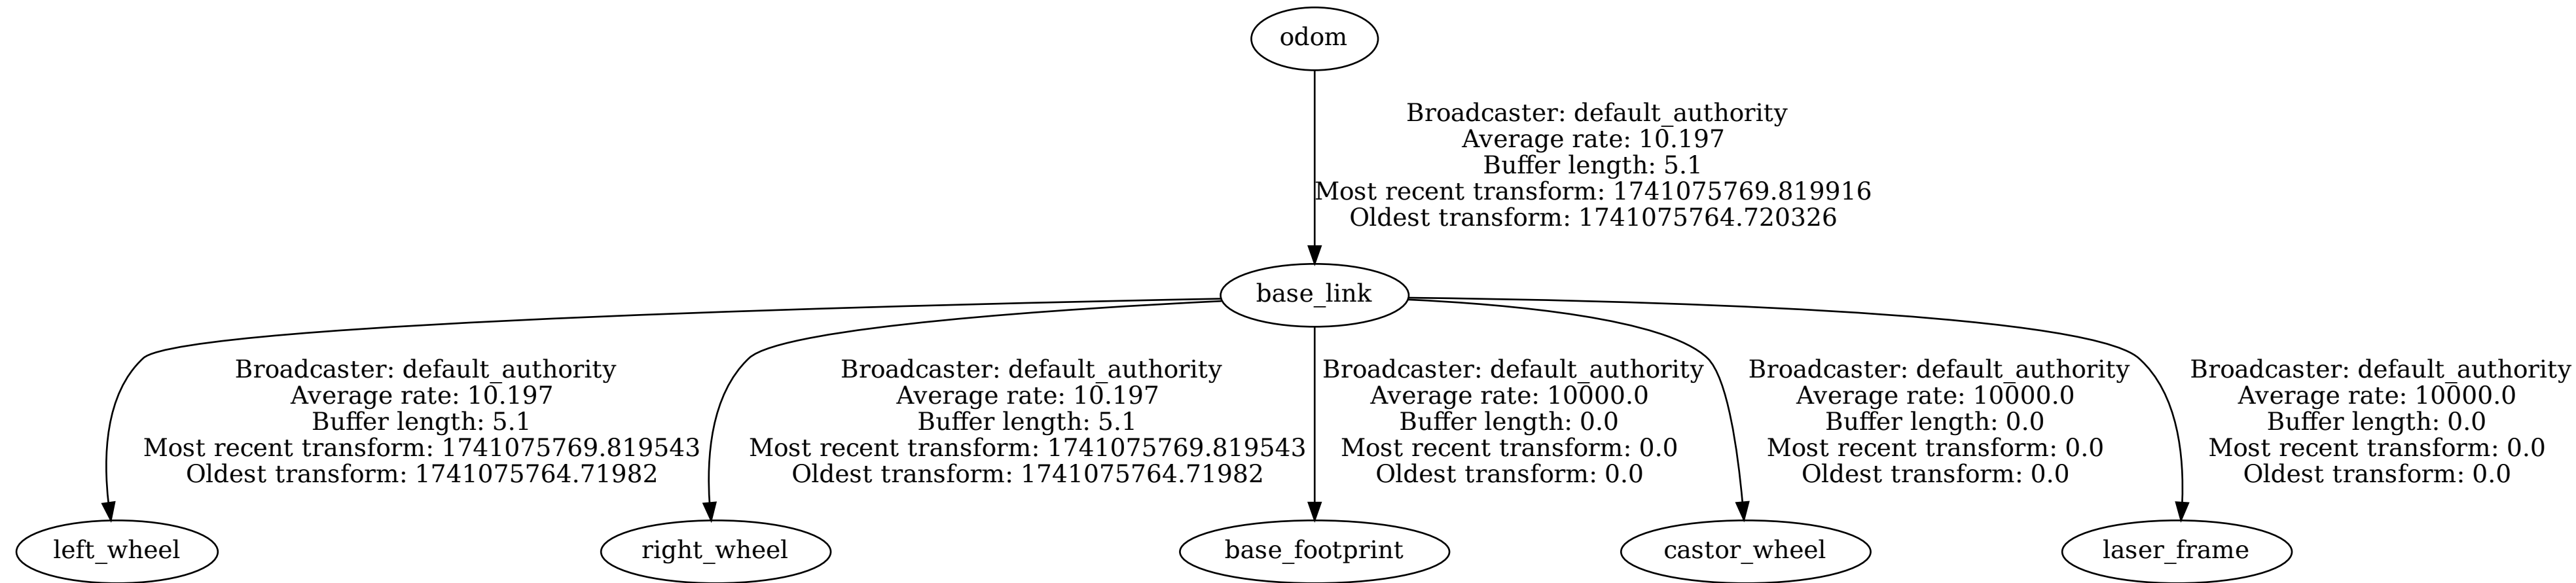 odom
Broadcaster: default_authority
Average rate: 10.197
Buffer length: 5.1
Most recent transform: 1741075769.819916
Oldest transform: 1741075764.720326
base_link
Broadcaster: default_authority
Average rate: 10.197
Buffer length: 5.1
Most recent transform: 1741075769.819543
Oldest transform: 1741075764.71982
Broadcaster: default_authority
Average rate: 10.197
Buffer length: 5.1
Most recent transform: 1741075769.819543
Oldest transform: 1741075764.71982
Broadcaster: default_authority
Average rate: 10000.0
Buffer length: 0.0
Most recent transform: 0.0
Oldest transform: 0.0
Broadcaster: default_authority
Average rate: 10000.0
Buffer length: 0.0
Most recent transform: 0.0
Oldest transform: 0.0
Broadcaster: default_authority
Average rate: 10000.0
Buffer length: 0.0
Most recent transform: 0.0
Oldest transform: 0.0
left_wheel
right_wheel
base_footprint
castor_wheel
laser_frame